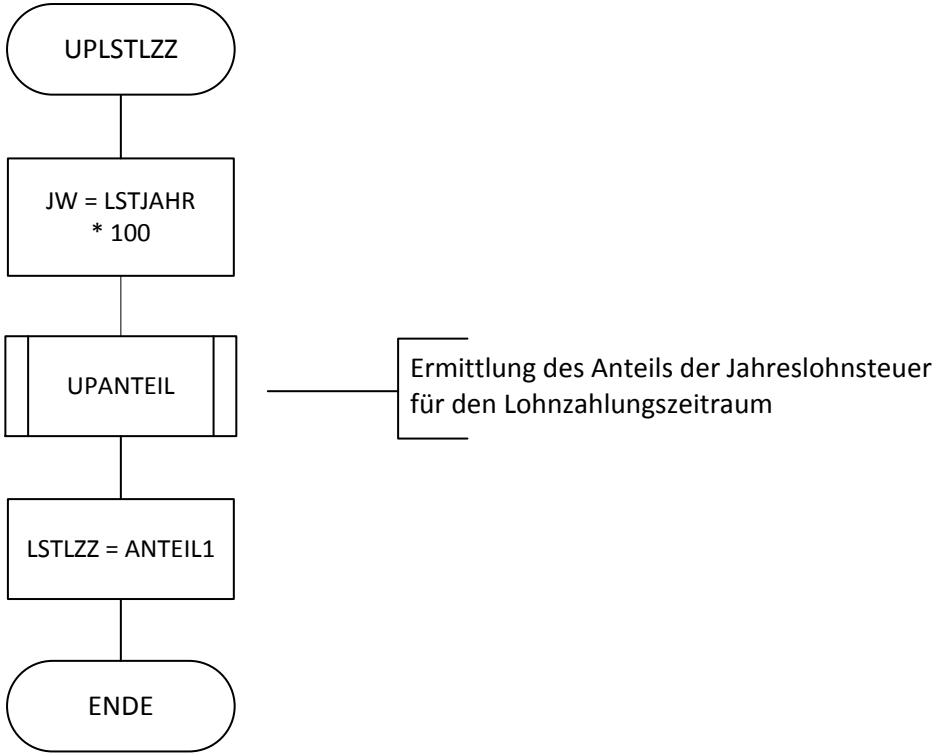 UPLSTLZZ
JW = LSTJAHR
* 100
UPANTEIL
Ermittlung des Anteils der Jahreslohnsteuer
für den Lohnzahlungszeitraum
LSTLZZ = ANTEIL1
ENDE